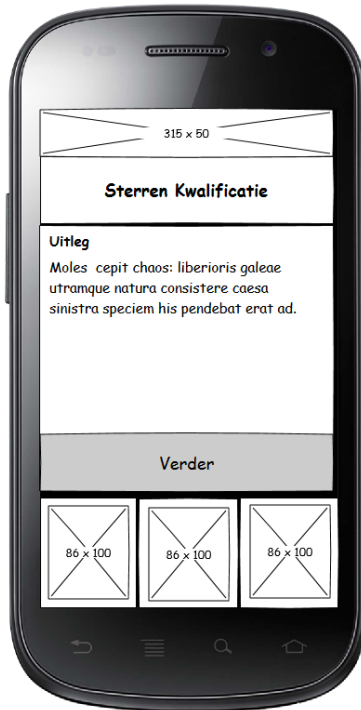 315 x 50
Sterren Kwalificatie
Uitleg
Moles cepit chaos: liberioris galeae
utramque natura consistere caesa
sinistra speciem his pendebat erat ad.
Verder
86 x 100
86 x 100
86 x 100